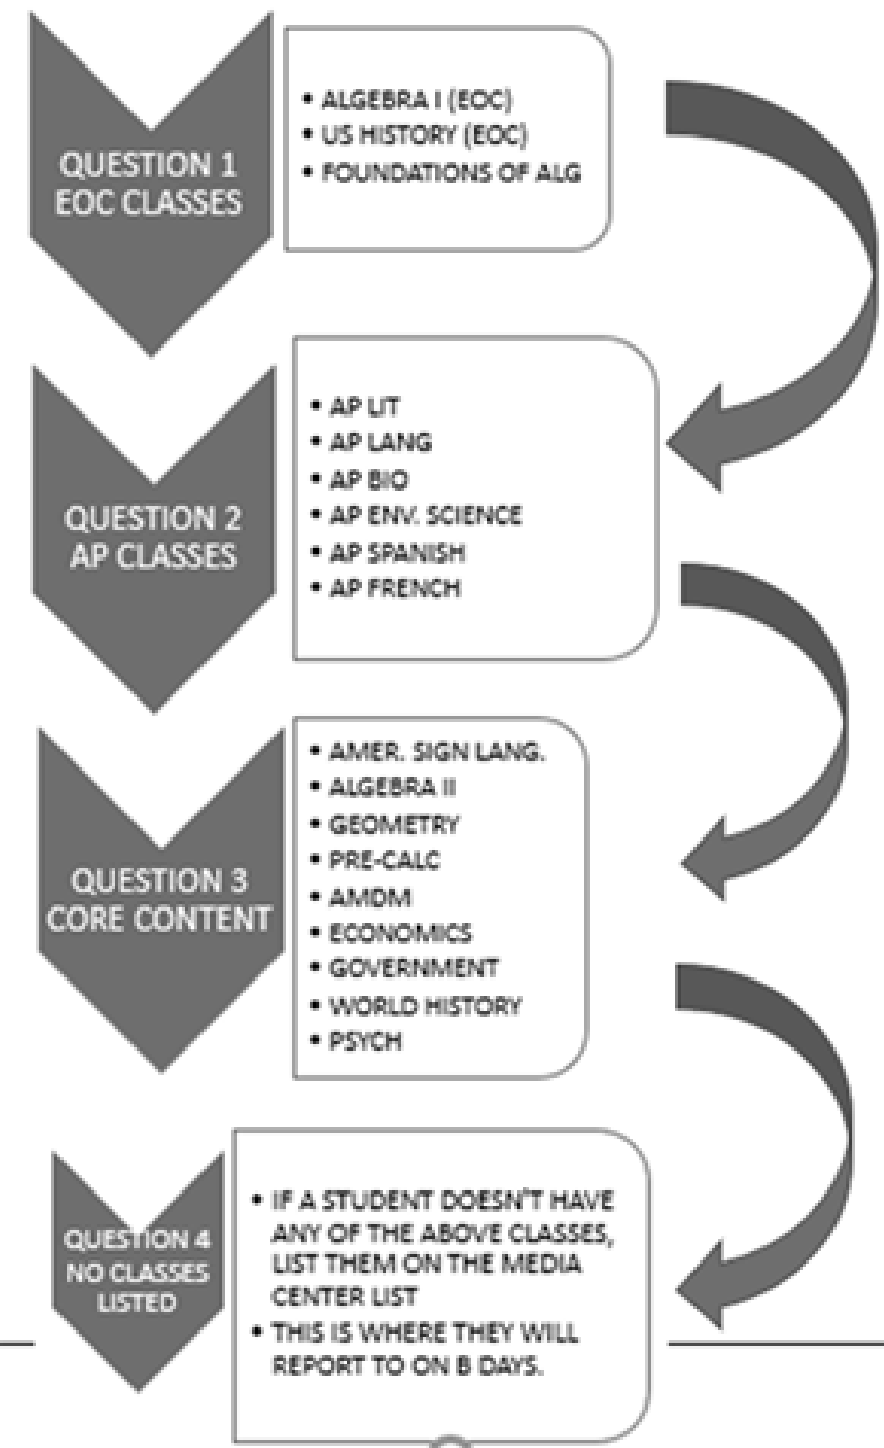 QUESTION 1
EOC CLASSES
• ALGEBRA I (EOC)
• US HISTORY (EOC)
• FOUNDATIONS OF ALG
QUESTION 2
AP CLASSES
• AP LIT
• AP LANG
• AP BIO
• AP ENV. SCIENCE
• AP SPANISH
• AP FRENCH
QUESTION 3
CORE CONTENT
• AMER. SIGN LANG.
• ALGEBRA II
• GEOMETRY
• PRE-CALC
• AMDM
• ECONOMICS
• GOVERNMENT
• WORLD HISTORY
• PSYCH
QUESTION 4
NO CLASSES
LISTED
• IF A STUDENT DOESN'T HAVE
ANY OF THE ABOVE CLASSES,
LIST THEM ON THE MEDIA
CENTER LIST
• THIS IS WHERE THEY WILL
REPORT TO ON B DAYS.